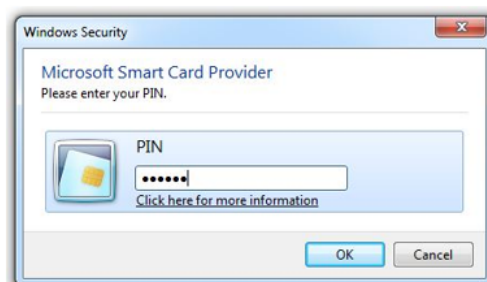 Windows Security
Microsoft Smart Card Provider
Please enter your PIN.
PIN
••••••
Click here for more information
OK
Cancel